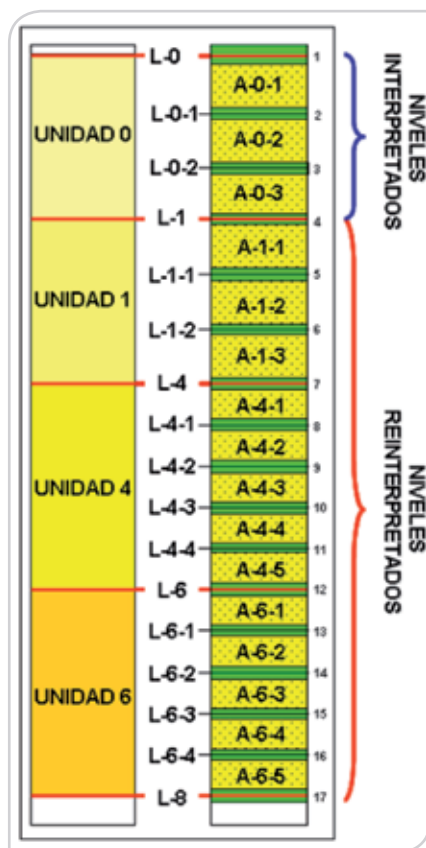 L-0
1
A-0-1
L-0-1
2
UNIDAD 0
A-0-2
L-0-2
3
A-0-3
L-1
4
A-1-1
L-1-1
5
UNIDAD 1
A-1-2
L-1-2
6
A-1-3
L-4
7
A-4-1
L-4-1
8
A-4-2
L-4-2
9
UNIDAD 4
A-4-3
L-4-3
10
A-4-4
L-4-4
11
A-4-5
L-6
12
A-6-1
L-6-1
13
A-6-2
L-6-2
14
UNIDAD 6
A-6-3
L-6-3
15
A-6-4
L-6-4
16
A-6-5
L-8
17
NIVELES
INTERPRETADOS
NIVELES
REINTERPRETADOS